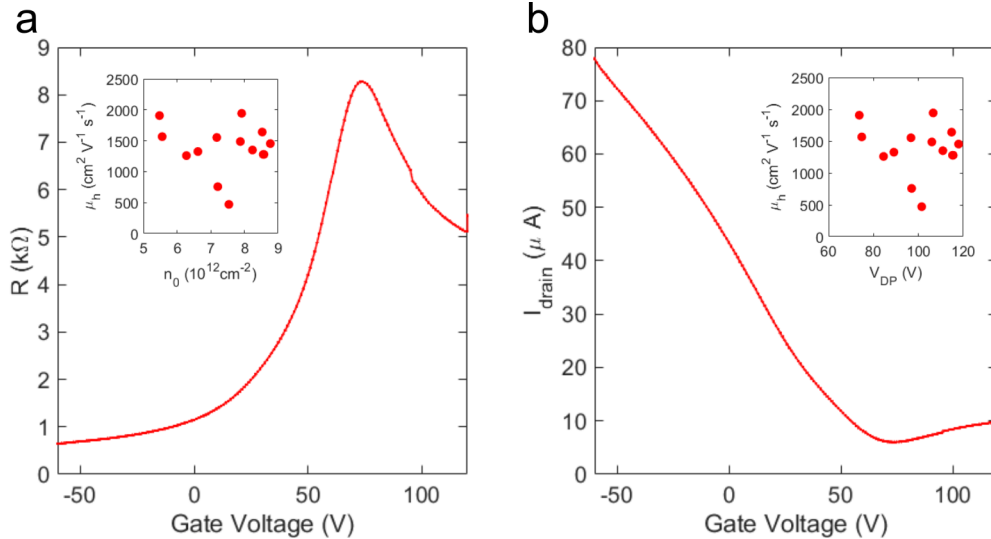 a
9
8
7
6
5
4
3
2
1
0
R (kΩ)
-50 0 50 100
Gate Voltage (V)
2500
2000
1500
1000
500
0
μh (cm2 V-1 s-1)
5 6 7 8 9
n0 (1012cm-2)
b
80
70
60
50
40
30
20
10
0
Idrain (μ A)
-50 0 50 100
Gate Voltage (V)
2500
2000
1500
1000
500
0
μh (cm2 V-1 s-1)
60 80 100 120
VDP (V)